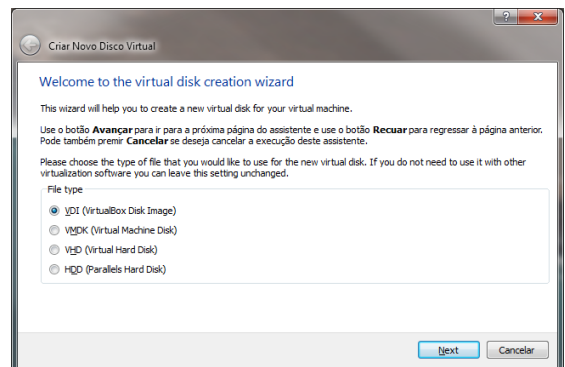 ?
X
Criar Novo Disco Virtual
Welcome to the virtual disk creation wizard
This wizard will help you to create a new virtual disk for your virtual machine.
Use o botão Avançar para ir para a próxima página do assistente e use o botão Recuar para regressar à página anterior.
Pode também premir Cancelar se deseja cancelar a execução deste assistente.
Please choose the type of file that you would like to use for the new virtual disk. If you do not need to use it with other
virtualization software you can leave this setting unchanged.
File type
VDI (VirtualBox Disk Image)
VMDK (Virtual Machine Disk)
VHD (Virtual Hard Disk)
HDD (Parallels Hard Disk)
Next Cancelar